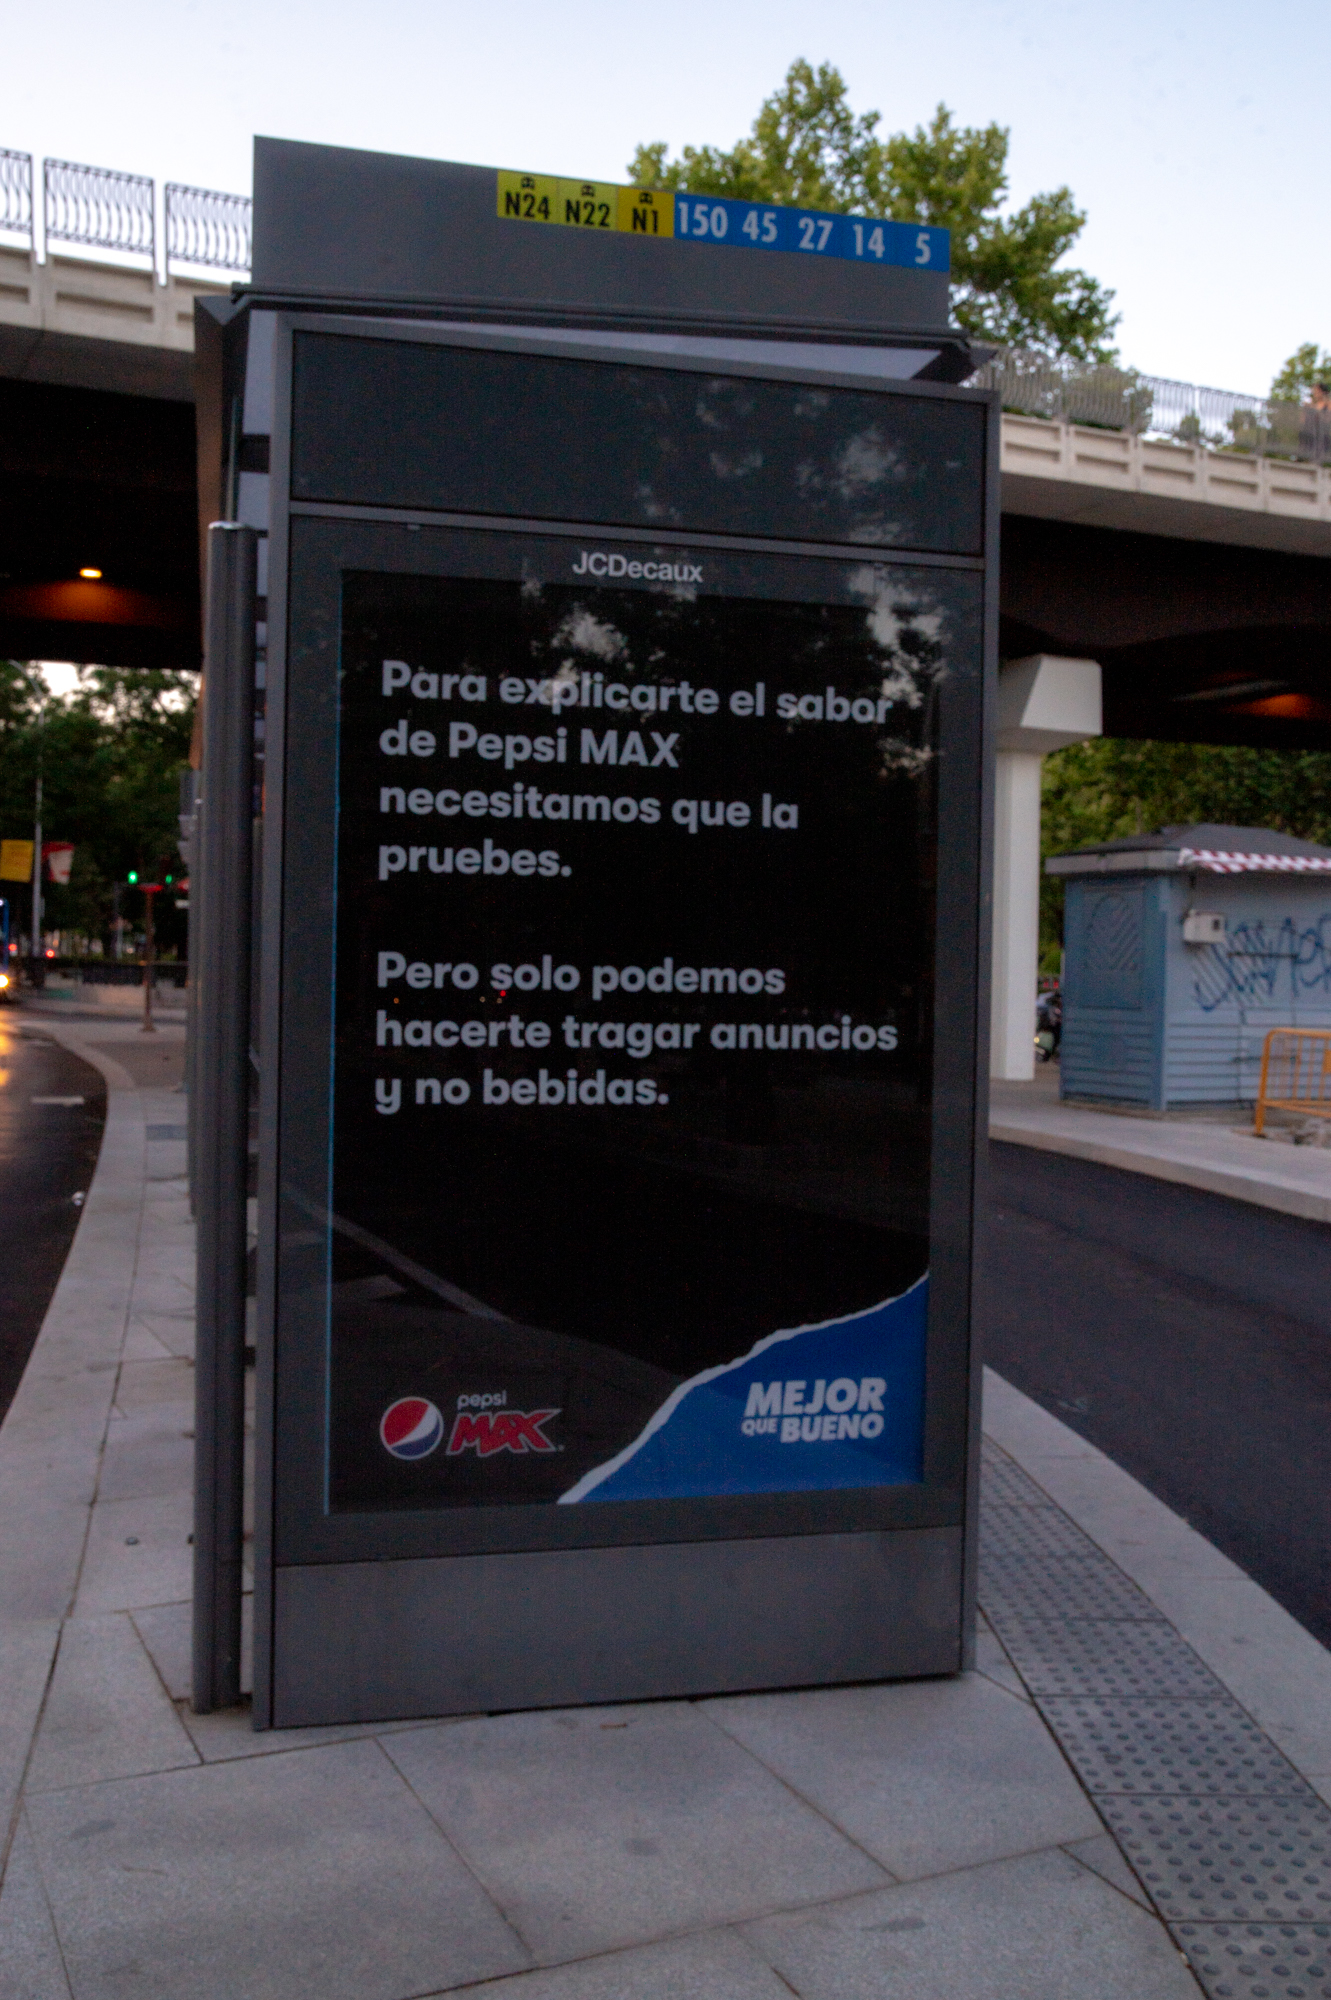 N24 N22 N1 150 45 27 14 5
JCDecaux
Para explicarte el sabor
de Pepsi MAX
necesitamos que la
pruebes.
Pero solo podemos
hacerte tragar anuncios
y no bebidas.
pepsi
MAX
MEJOR
QUE BUENO